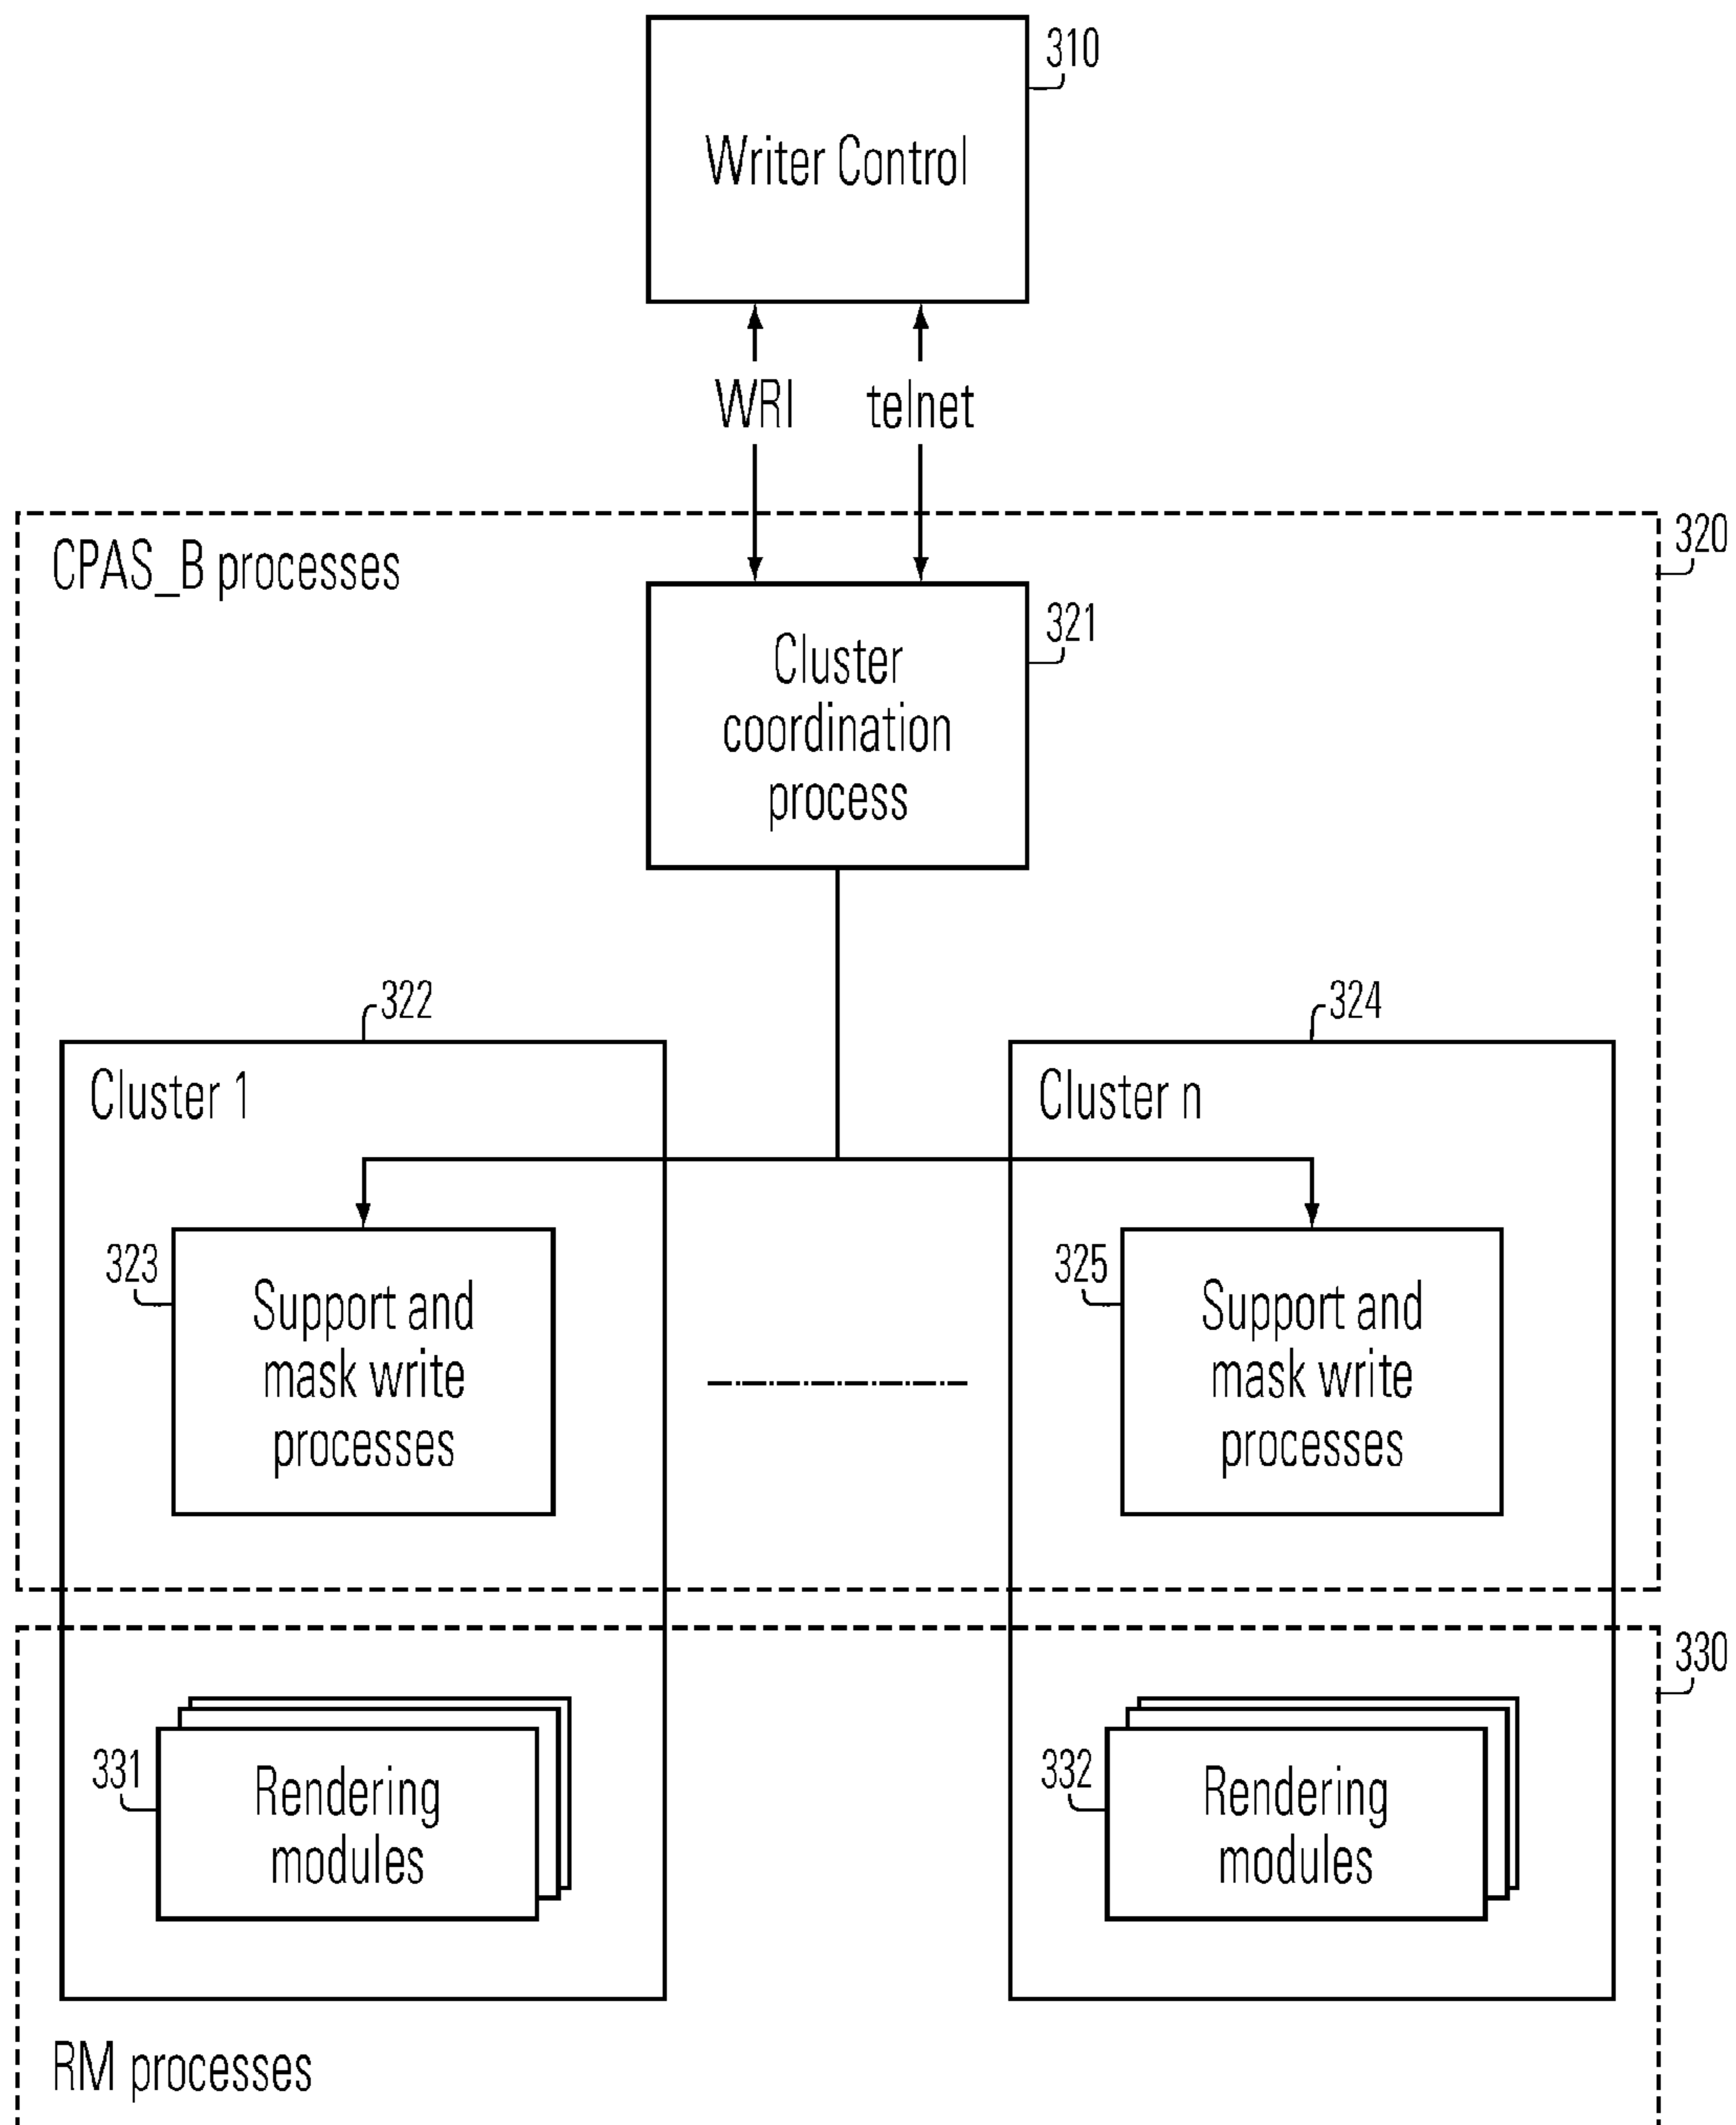 310
Writer Control
WRI telnet
320
CPAS_B processes
321
Cluster
coordination
process
322
324
Cluster 1
Cluster n
323
Support and
mask write
processes
325
Support and
mask write
processes
330
331
Rendering
modules
332
Rendering
modules
RM processes